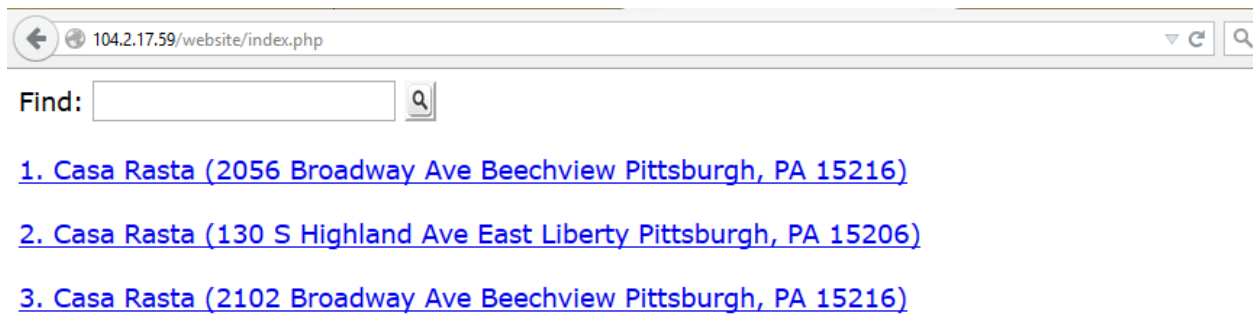 104.2.17.59/website/index.php
Find:
1. Casa Rasta (2056 Broadway Ave Beechview Pittsburgh, PA 15216)
2. Casa Rasta (130 S Highland Ave East Liberty Pittsburgh, PA 15206)
3. Casa Rasta (2102 Broadway Ave Beechview Pittsburgh, PA 15216)